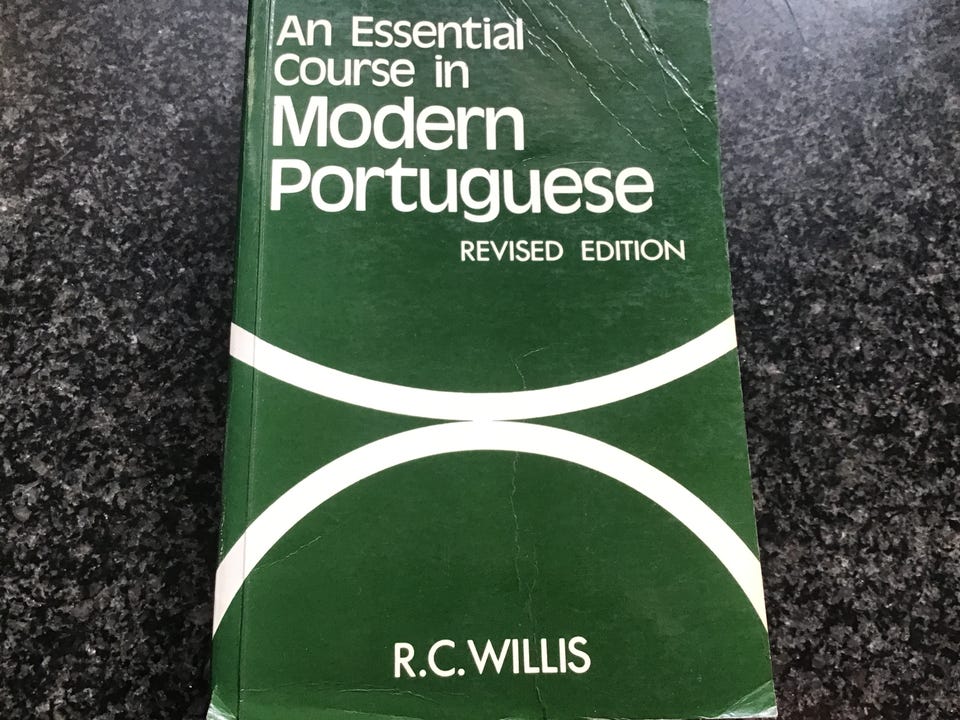 An Essential
Course in
Modern
Portuguese
REVISED EDITION
R.C.WILLIS